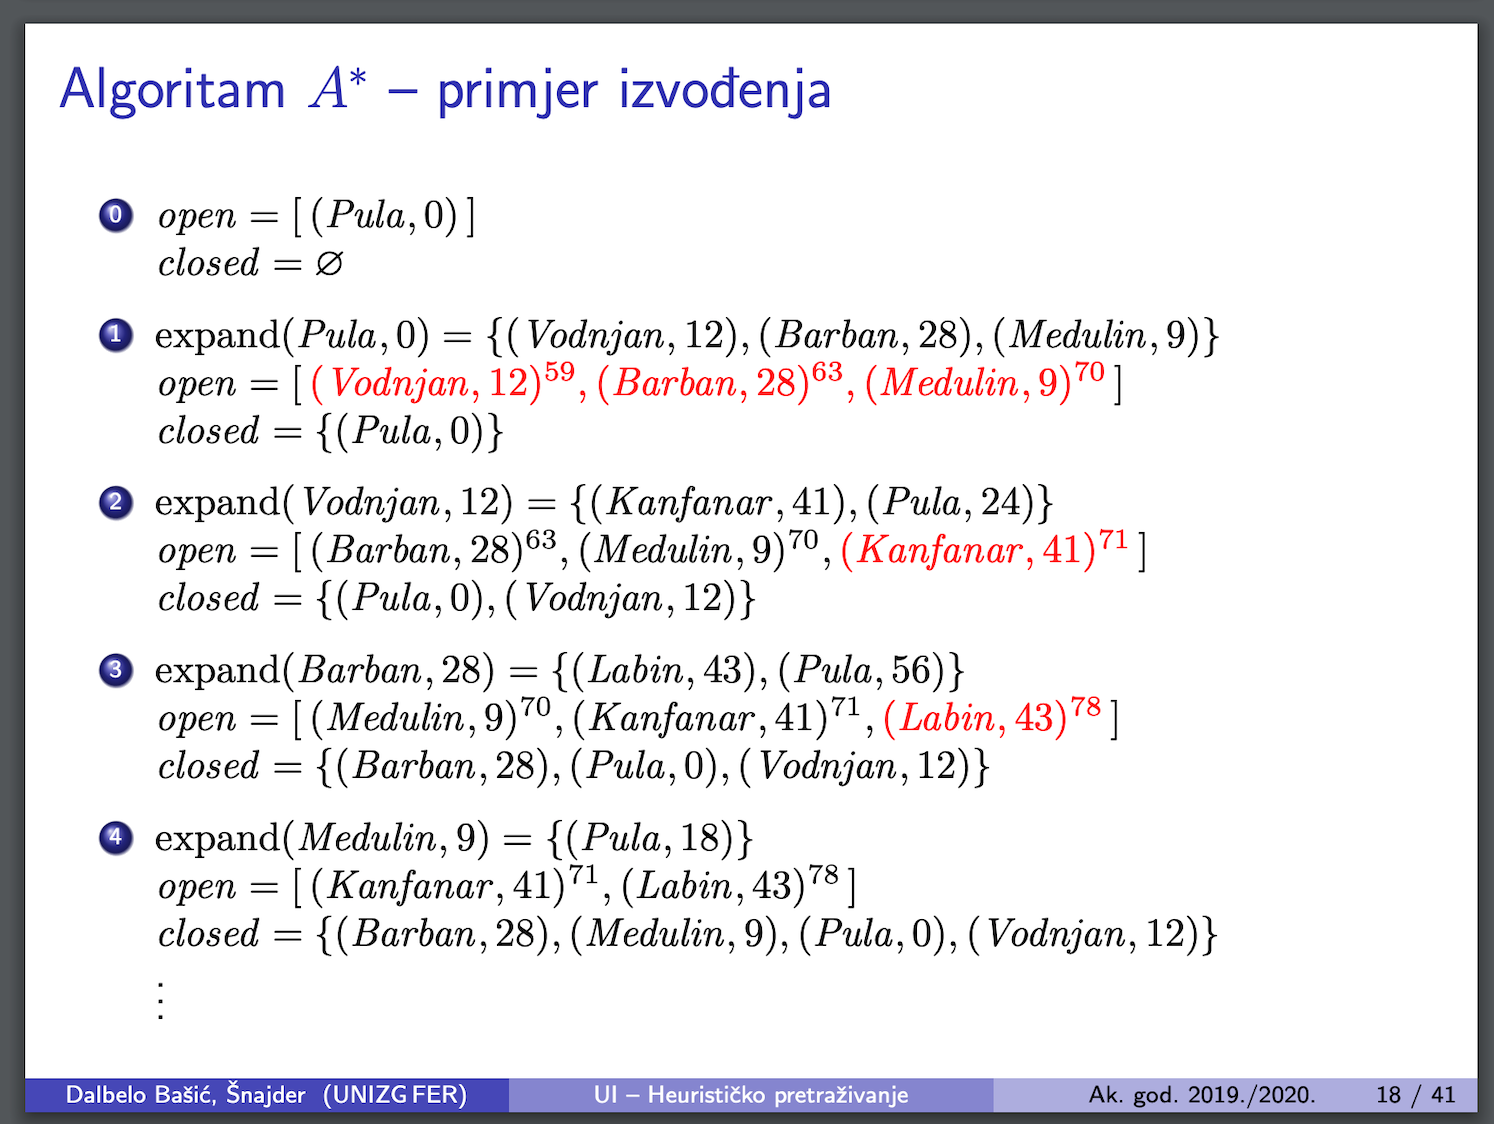 Algoritam A* – primjer izvođenja
0 open = [ (Pula, 0) ]
closed = ∅
1 expand(Pula, 0) = {(Vodnjan, 12), (Barban, 28), (Medulin, 9)}
open = [ (Vodnjan, 12)^59, (Barban, 28)^63, (Medulin, 9)^70 ]
closed = {(Pula, 0)}
2 expand(Vodnjan, 12) = {(Kanfanar, 41), (Pula, 24)}
open = [ (Barban, 28)^63, (Medulin, 9)^70, (Kanfanar, 41)^71 ]
closed = {(Pula, 0), (Vodnjan, 12)}
3 expand(Barban, 28) = {(Labin, 43), (Pula, 56)}
open = [ (Medulin, 9)^70, (Kanfanar, 41)^71, (Labin, 43)^78 ]
closed = {(Barban, 28), (Pula, 0), (Vodnjan, 12)}
4 expand(Medulin, 9) = {(Pula, 18)}
open = [ (Kanfanar, 41)^71, (Labin, 43)^78 ]
closed = {(Barban, 28), (Medulin, 9), (Pula, 0), (Vodnjan, 12)}
⋮
Dalbelo Bašić, Šnajder (UNIZG FER) UI – Heurističko pretraživanje Ak. god. 2019./2020. 18 / 41